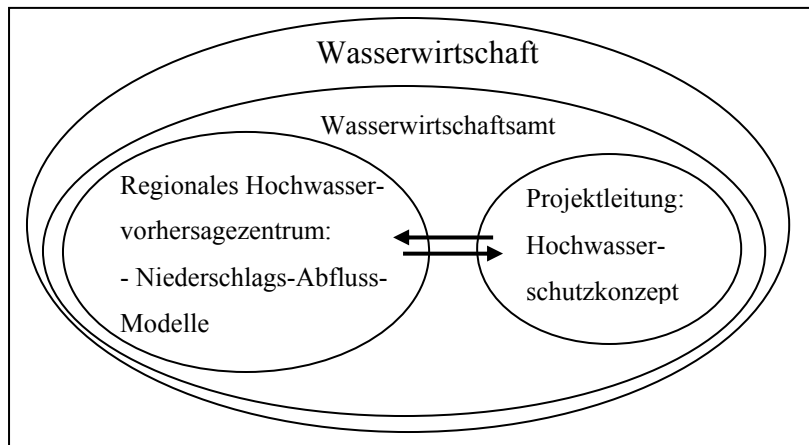 Wasserwirtschaft
Wasserwirtschaftsamt
Regionales Hochwasser-
vorhersagezentrum:
- Niederschlags-Abfluss-
Modelle
Projektleitung:
Hochwasser-
schutzkonzept